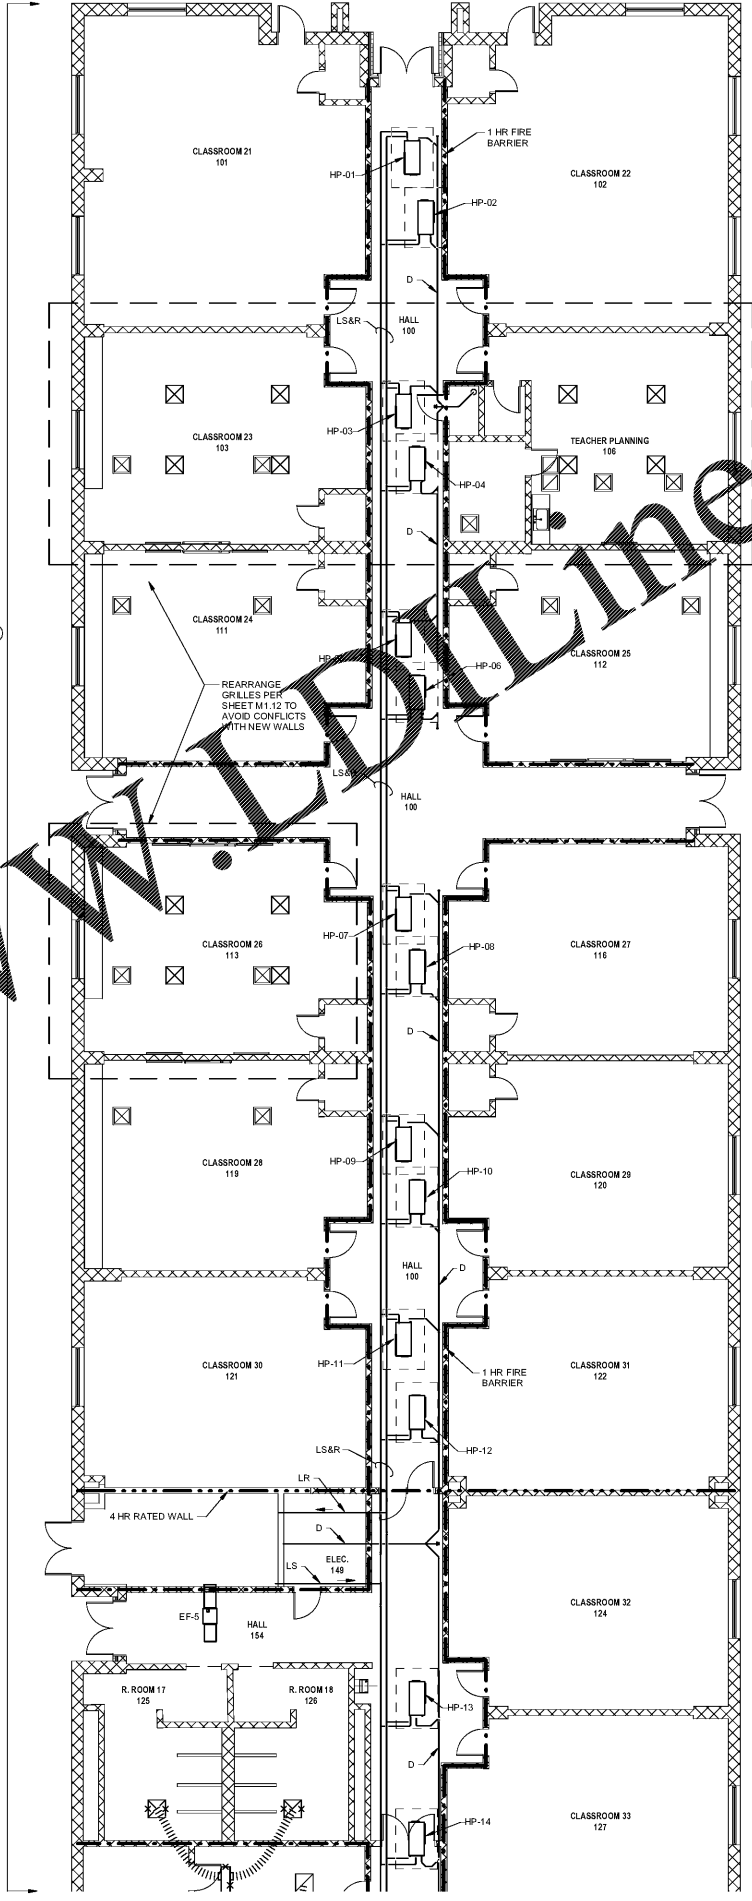 CLASSROOM 21
101
1 HR FIRE
BARRIER
HP-01
CLASSROOM 22
102
HP-02
D
HALL
100
LS&R
HP-03
CLASSROOM 23
103
TEACHER PLANNING
106
HP-04
D
CLASSROOM 24
111
HP-06
CLASSROOM 25
112
REARRANGE
GRILLES PER
SHEET M1.12 TO
AVOID CONFLICTS
WITH NEW WALLS
LS&R
HALL
100
W.LDILine
HP-07
CLASSROOM 26
113
HP-08
CLASSROOM 27
116
D
CLASSROOM 28
119
HP-09
HP-10
CLASSROOM 29
120
HALL
100
D
CLASSROOM 30
121
HP-11
1 HR FIRE
BARRIER
CLASSROOM 31
122
HP-12
LS&R
LR
4 HR RATED WALL
D
ELEC.
149
LS
EF-5
HALL
154
CLASSROOM 32
124
R. ROOM 17
125
R. ROOM 18
126
HP-13
D
HP-14
CLASSROOM 33
127